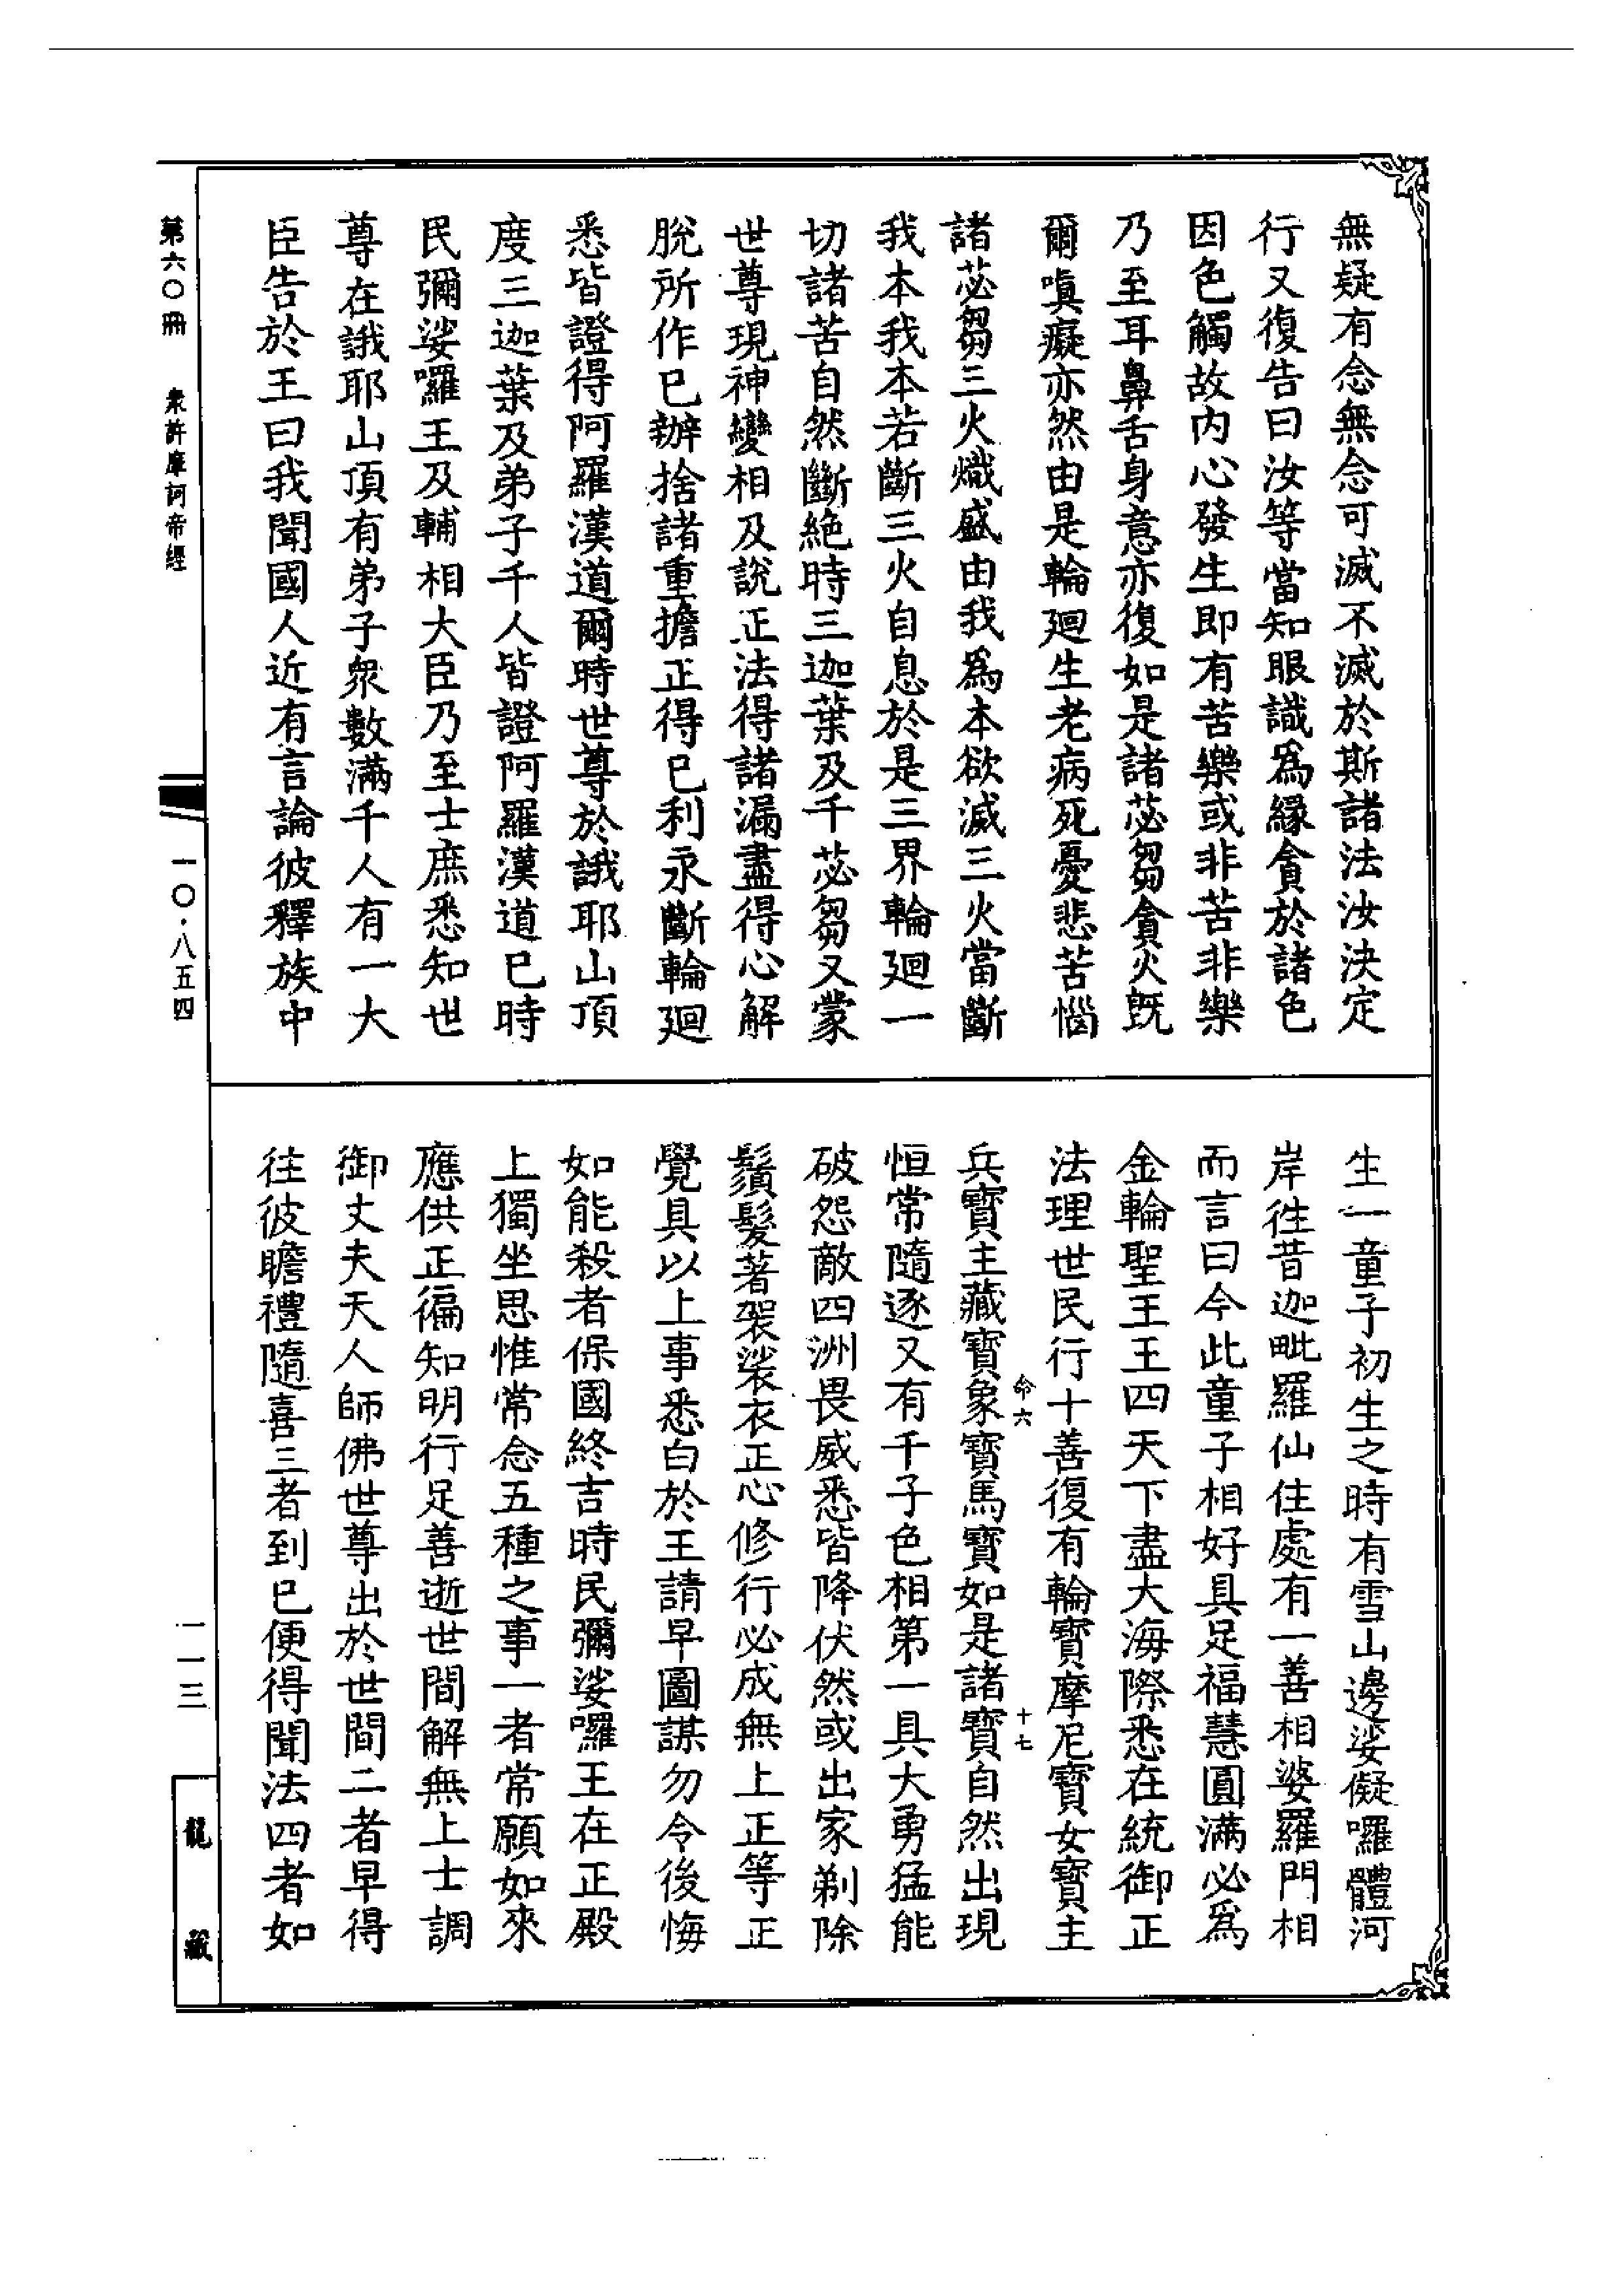 無疑有念無念可滅不滅於斯諸法汝決定
行又復告曰汝等當知眼識為緣貪於諸色
因色觸故內心發生即有苦樂或非苦非樂
乃至耳鼻舌身意亦復如是諸苾芻貪火既
爾嗔癡亦然由是輪廻生老病死憂悲苦惱
諸苾芻三火熾盛由我為本欲滅三火當斷
我本我本若斷三火自息於是三界輪廻一
切諸苦自然斷絕時三迦葉及千苾芻又蒙
世尊現神變相及說正法得諸漏盡得心解
脫所作已辦捨諸重擔正得已利永斷輪廻
悉皆證得阿羅漢道爾時世尊於誐耶山頂
度三迦葉及弟子千人皆證阿羅漢道已時
民彌娑囉王及輔相大臣乃至士庶悉知世
尊在誐耶山頂有弟子眾數滿千人有一大
臣告於王曰我聞國人近有言論彼釋族中
生一童子初生之時有雪山邊娑儗囉體河
岸往昔迦毗羅仙住處有一善相婆羅門相
而言曰今此童子相好具足福慧圓滿必為
金輪聖王王四天下盡大海際悉在統御正
法理世民行十善復有輪寶摩尼寶女寶主
命六 十七
兵寶主藏寶象寶馬寶如是諸寶自然出現
恒常隨逐又有千子色相第一具大勇猛能
破怨敵四洲畏威悉皆降伏然或出家剃除
鬚髮著袈裟衣正心修行必成無上正等正
覺具以上事悉白於王請早圖謀勿令後悔
如能殺者保國終吉時民彌娑囉王在正殿
上獨坐思惟常念五種之事一者常願如來
應供正徧知明行足善逝世間解無上士調
御丈夫天人師佛世尊出於世間二者早得
往彼瞻禮隨喜三者到已便得聞法四者如
第六〇冊 眾許摩訶帝經
一〇·八五四
一一三
龍藏